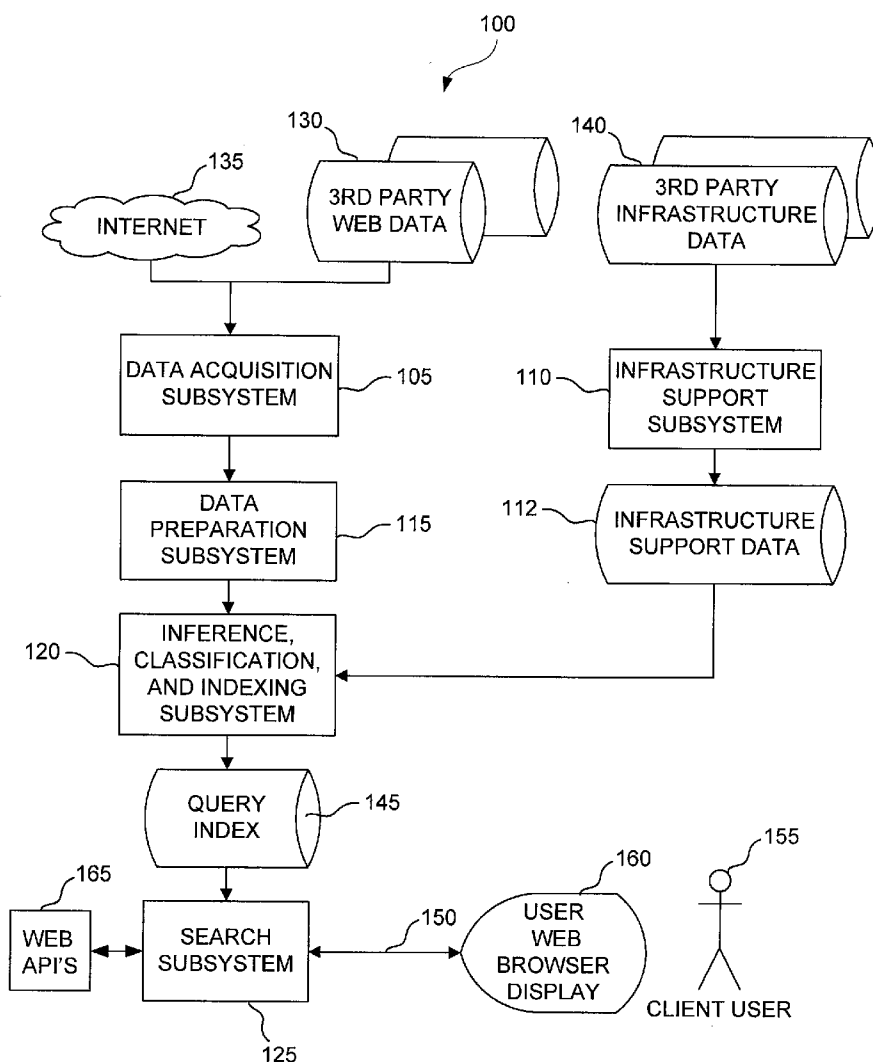 100
130
140
135
3RD PARTY
WEB DATA
3RD PARTY
INFRASTRUCTURE
DATA
INTERNET
DATA ACQUISITION
SUBSYSTEM
105
110
INFRASTRUCTURE
SUPPORT
SUBSYSTEM
DATA
PREPARATION
SUBSYSTEM
115
112
INFRASTRUCTURE
SUPPORT DATA
120
INFERENCE,
CLASSIFICATION,
AND INDEXING
SUBSYSTEM
QUERY
INDEX
145
165
160
155
WEB
API'S
SEARCH
SUBSYSTEM
150
USER
WEB
BROWSER
DISPLAY
CLIENT USER
125